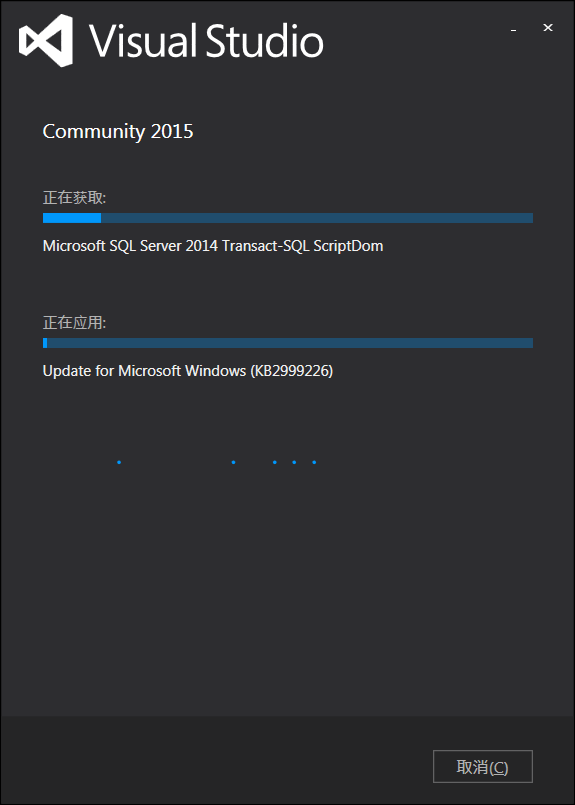 Visual Studio
Community 2015
正在获取:
Microsoft SQL Server 2014 Transact-SQL ScriptDom
正在应用:
Update for Microsoft Windows (KB2999226)
取消(C)